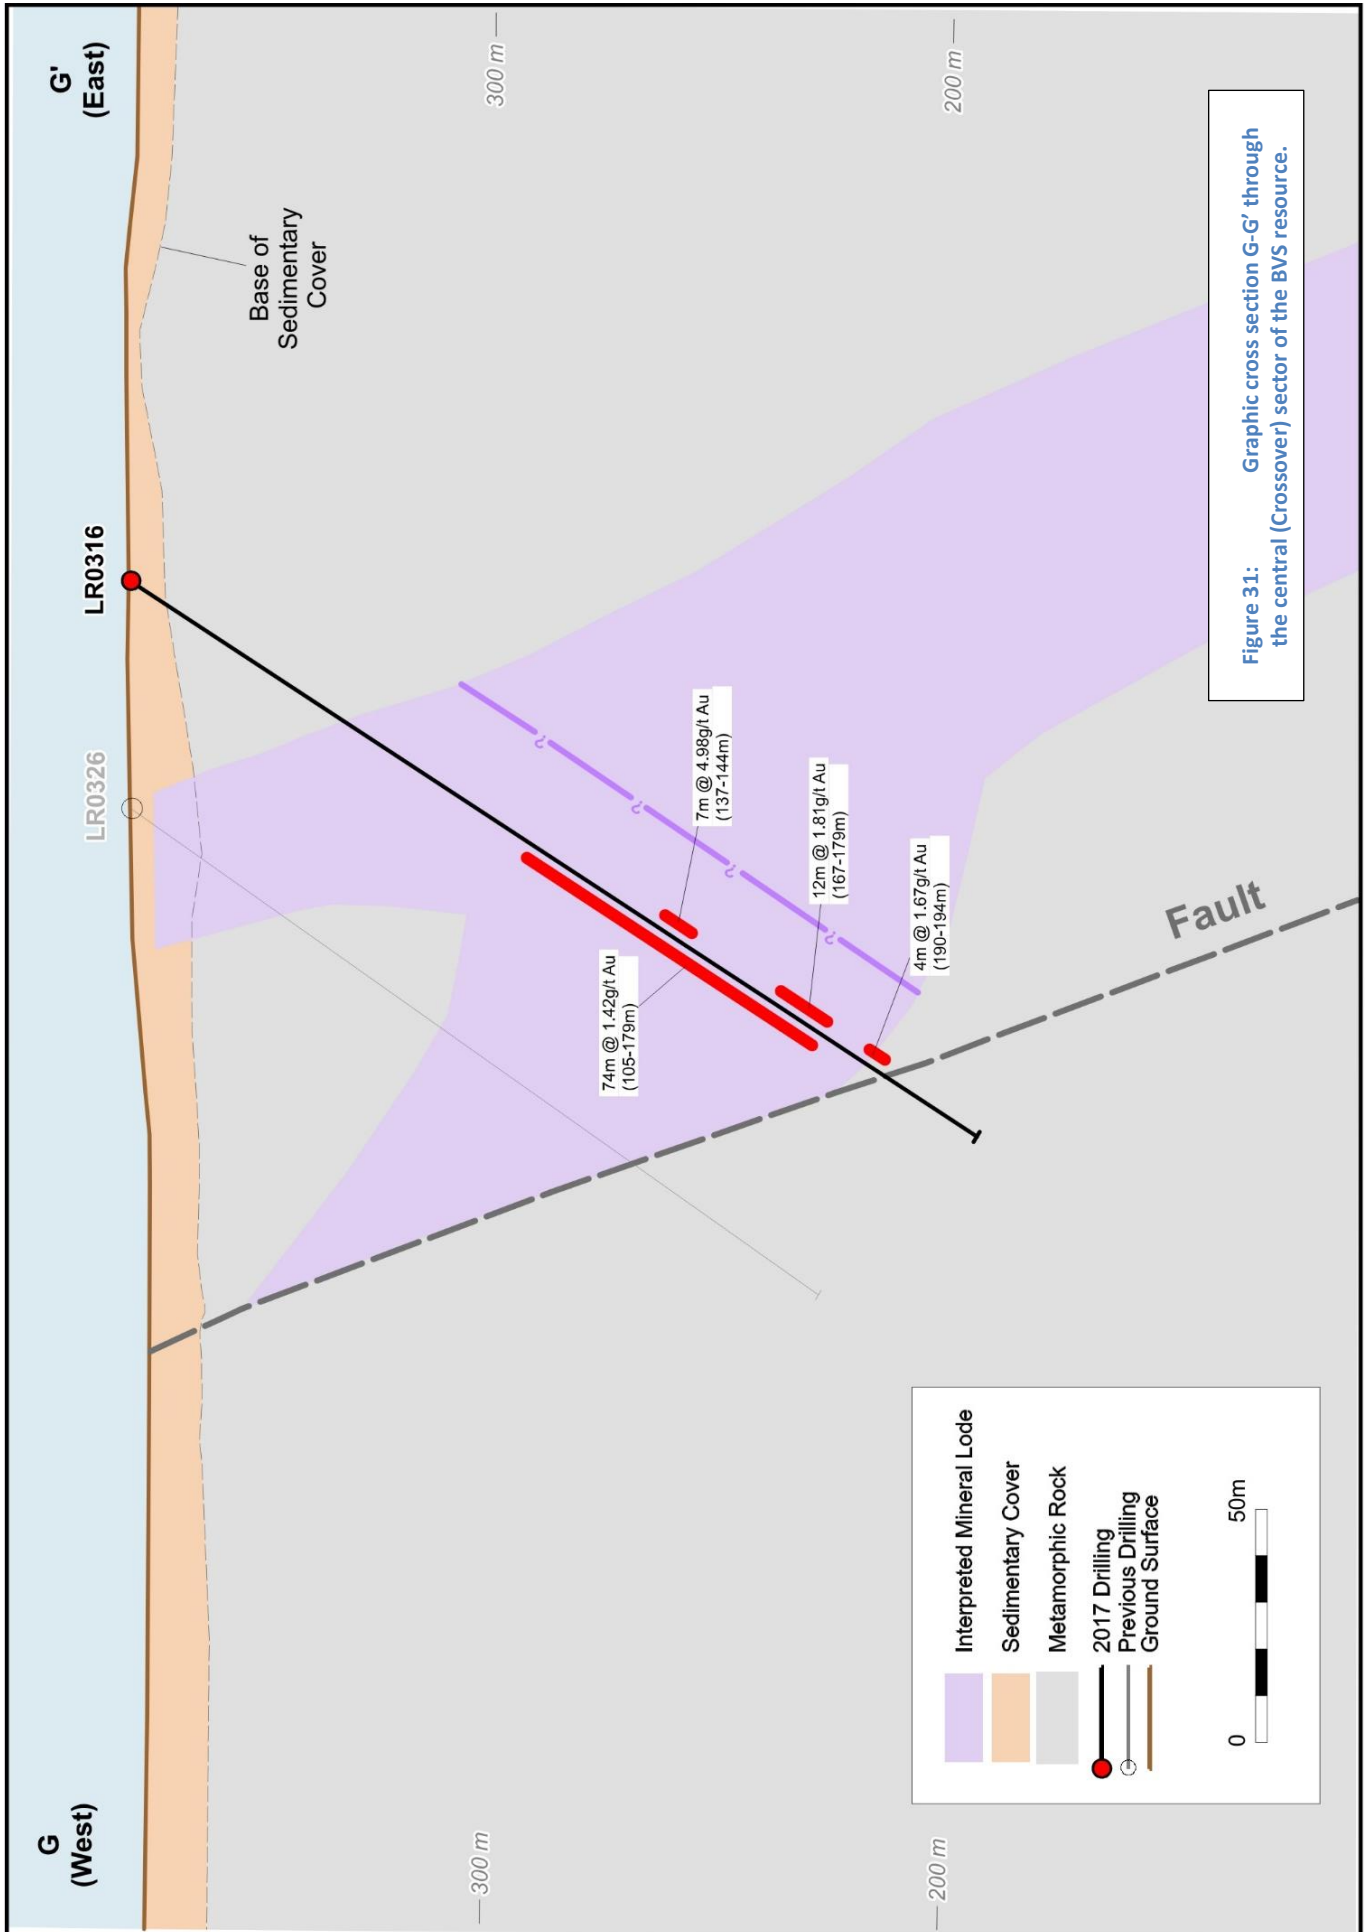 G
(West)
G'
(East)
LR0326
LR0316
Base of
Sedimentary
Cover
300 m
300 m
200 m
200 m
74m @ 1.42g/t Au
(105-179m)
7m @ 4.98g/t Au
(137-144m)
12m @ 1.81g/t Au
(167-179m)
4m @ 1.67g/t Au
(190-194m)
?
?
?
?
Fault
Interpreted Mineral Lode
Sedimentary Cover
Metamorphic Rock
2017 Drilling
Previous Drilling
Ground Surface
0 50m
Figure 31: Graphic cross section G-G’ through
the central (Crossover) sector of the BVS resource.